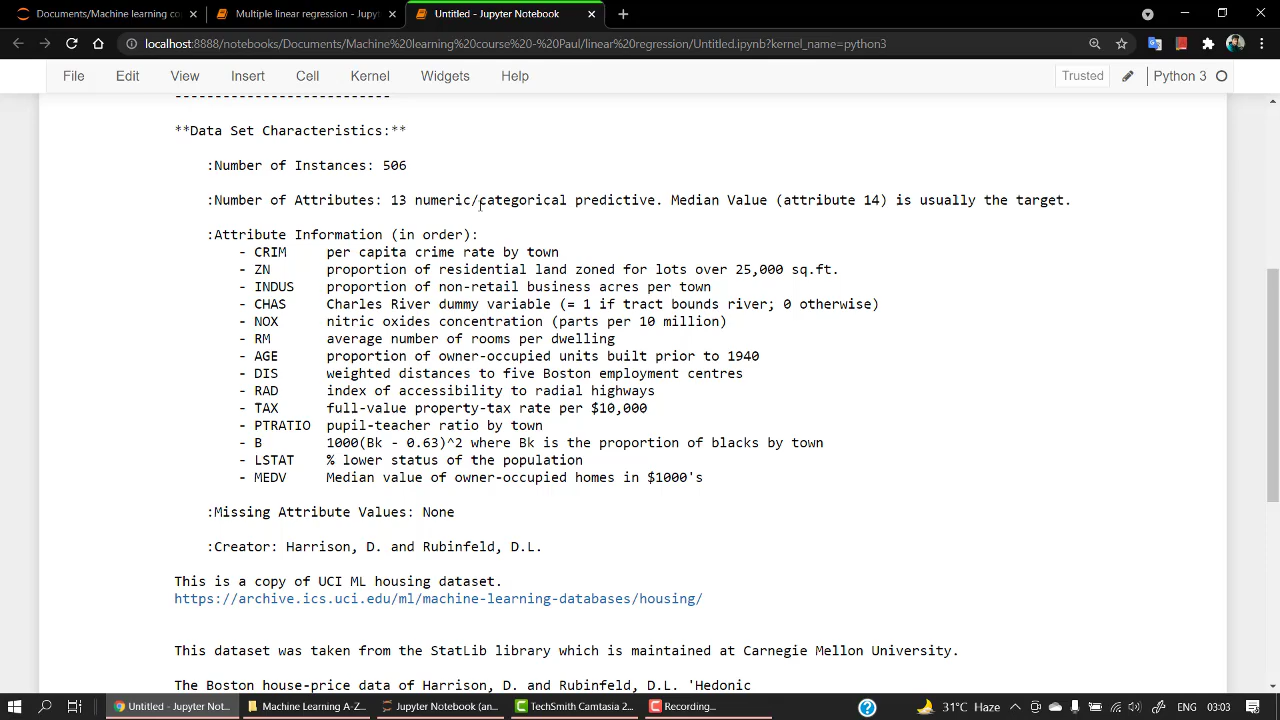 Documents/Machine learning co
Multiple linear regression - Jupyt
Untitled - Jupyter Notebook
localhost:8888/notebooks/Documents/Machine%20learning%20course%20-%20Paul/linear%20regression/Untitled.ipynb?kernel_name=python3
File Edit View Insert Cell Kernel Widgets Help Trusted Python 3
---------------------------
**Data Set Characteristics:**
:Number of Instances: 506
:Number of Attributes: 13 numeric/categorical predictive. Median Value (attribute 14) is usually the target.
:Attribute Information (in order):
- CRIM per capita crime rate by town
- ZN proportion of residential land zoned for lots over 25,000 sq.ft.
- INDUS proportion of non-retail business acres per town
- CHAS Charles River dummy variable (= 1 if tract bounds river; 0 otherwise)
- NOX nitric oxides concentration (parts per 10 million)
- RM average number of rooms per dwelling
- AGE proportion of owner-occupied units built prior to 1940
- DIS weighted distances to five Boston employment centres
- RAD index of accessibility to radial highways
- TAX full-value property-tax rate per $10,000
- PTRATIO pupil-teacher ratio by town
- B 1000(Bk - 0.63)^2 where Bk is the proportion of blacks by town
- LSTAT % lower status of the population
- MEDV Median value of owner-occupied homes in $1000's
:Missing Attribute Values: None
:Creator: Harrison, D. and Rubinfeld, D.L.
This is a copy of UCI ML housing dataset.
https://archive.ics.uci.edu/ml/machine-learning-databases/housing/
This dataset was taken from the StatLib library which is maintained at Carnegie Mellon University.
The Boston house-price data of Harrison, D. and Rubinfeld, D.L. 'Hedonic
Untitled - Jupyter Not... Machine Learning A-Z... Jupyter Notebook (an... TechSmith Camtasia 2... Recording... 31°C Haze ENG 03:03